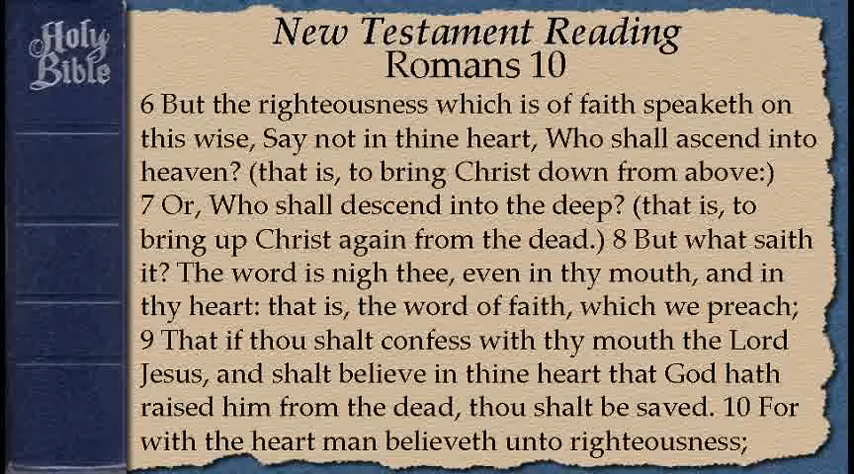 Holy
Bible
New Testament Reading
Romans 10
6 But the righteousness which is of faith speaketh on
this wise, Say not in thine heart, Who shall ascend into
heaven? (that is, to bring Christ down from above:)
7 Or, Who shall descend into the deep? (that is, to
bring up Christ again from the dead.) 8 But what saith
it? The word is nigh thee, even in thy mouth, and in
thy heart: that is, the word of faith, which we preach;
9 That if thou shalt confess with thy mouth the Lord
Jesus, and shalt believe in thine heart that God hath
raised him from the dead, thou shalt be saved. 10 For
with the heart man believeth unto righteousness;